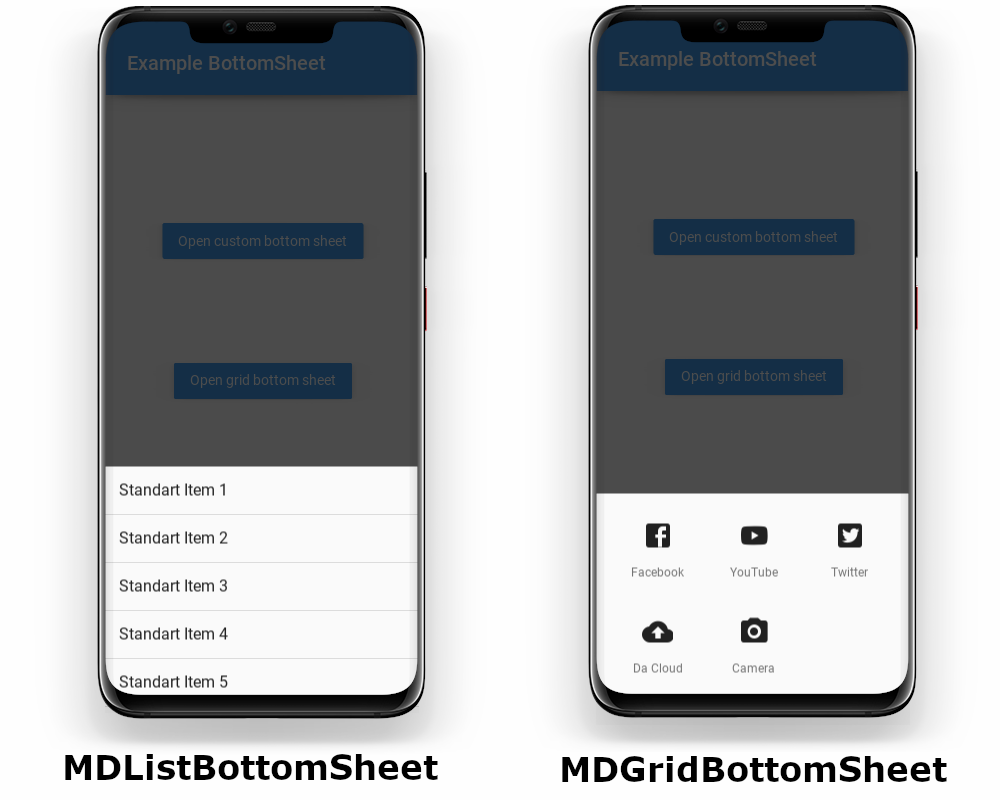 Example BottomSheet
Open custom bottom sheet
Open grid bottom sheet
Standart Item 1
Standart Item 2
Standart Item 3
Standart Item 4
Standart Item 5
MDListBottomSheet
Example BottomSheet
Open custom bottom sheet
Open grid bottom sheet
Facebook YouTube Twitter
Da Cloud Camera
MDGridBottomSheet